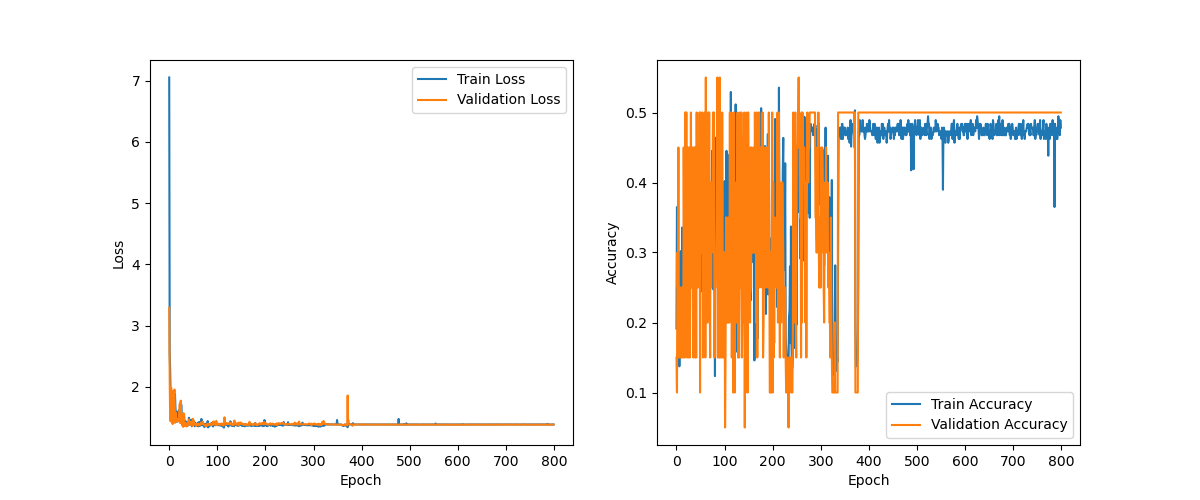 7
6
5
4
3
2
0 100 200 300 400 500 600 700 800
Loss
Epoch
Train Loss
Validation Loss
0.5
0.4
0.3
0.2
0.1
0 100 200 300 400 500 600 700 800
Accuracy
Epoch
Train Accuracy
Validation Accuracy